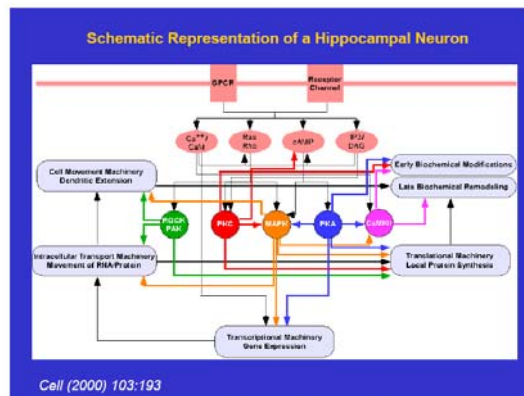 Schematic Representation of a Hippocampal Neuron
GPCR
Receptor
Channel
Ca++/
CaM
Ras
Rho
cAMP
IP3/
DAG
Cell Movement Machinery
Dendritic Extension
Early Biochemical Modifications
Late Biochemical Remodeling
ROCK
PAK
PKC
MAPK
PKA
CaMKII
Intracellular Transport Machinery
Movement of RNA/Protein
Translational Machinery
Local Protein Synthesis
Transcriptional Machinery
Gene Expression
Cell (2000) 103:193